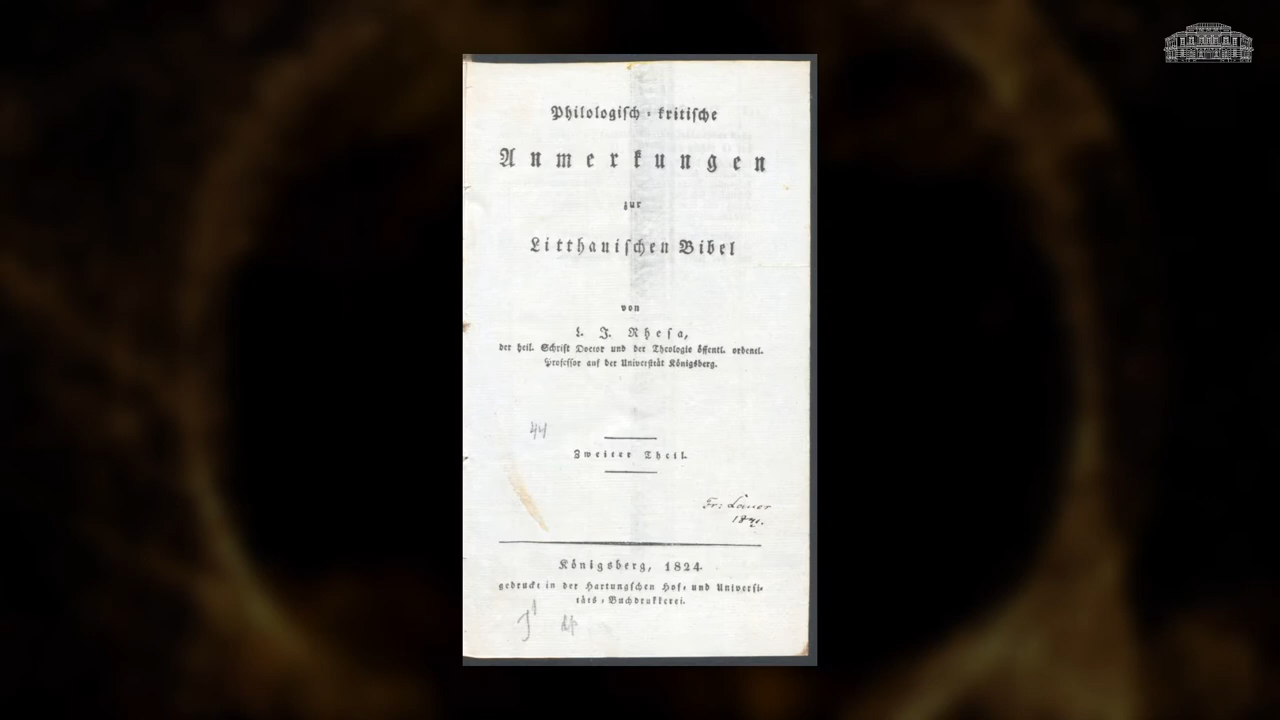 Philologisch-kritische
Anmerkungen
zur
Litthauischen Bibel
von
L. J. Rhesa,
der heil. Schrift Doctor und der Theologie öffentl. ordentl.
Professor auf der Universität Königsberg.
44
Zweiter Theil.
Königsberg, 1824.
gedruckt in der Hartungschen Hof- und Universi-
täts-Buchdrukkerei.